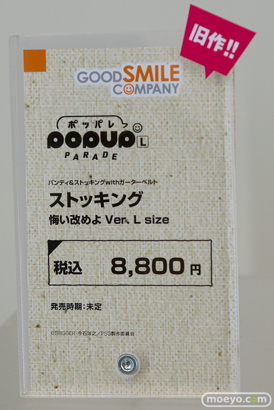 旧作!!
GOODSMILE
COMPANY
ポッパレ
POPUP L
PARADE
パンティ&ストッキングwithガーターベルト
ストッキング
悔い改めよ Ver. L size
税込 8,800円
発売時期:未定
moeyo.com